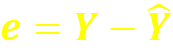 e = Y − Ŷ